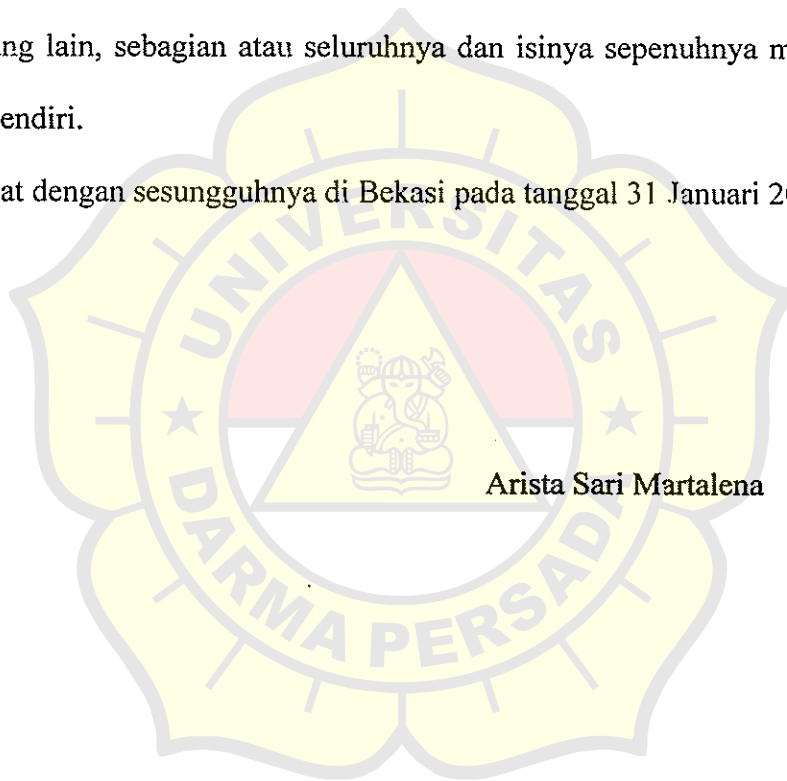 ng lain, sebagian atau seluruhnya dan isinya sepenuhnya m
endiri.
at dengan sesungguhnya di Bekasi pada tanggal 31 Januari 20
UNIVERSITAS
Arista Sari Martalena
DARMA PERSADA